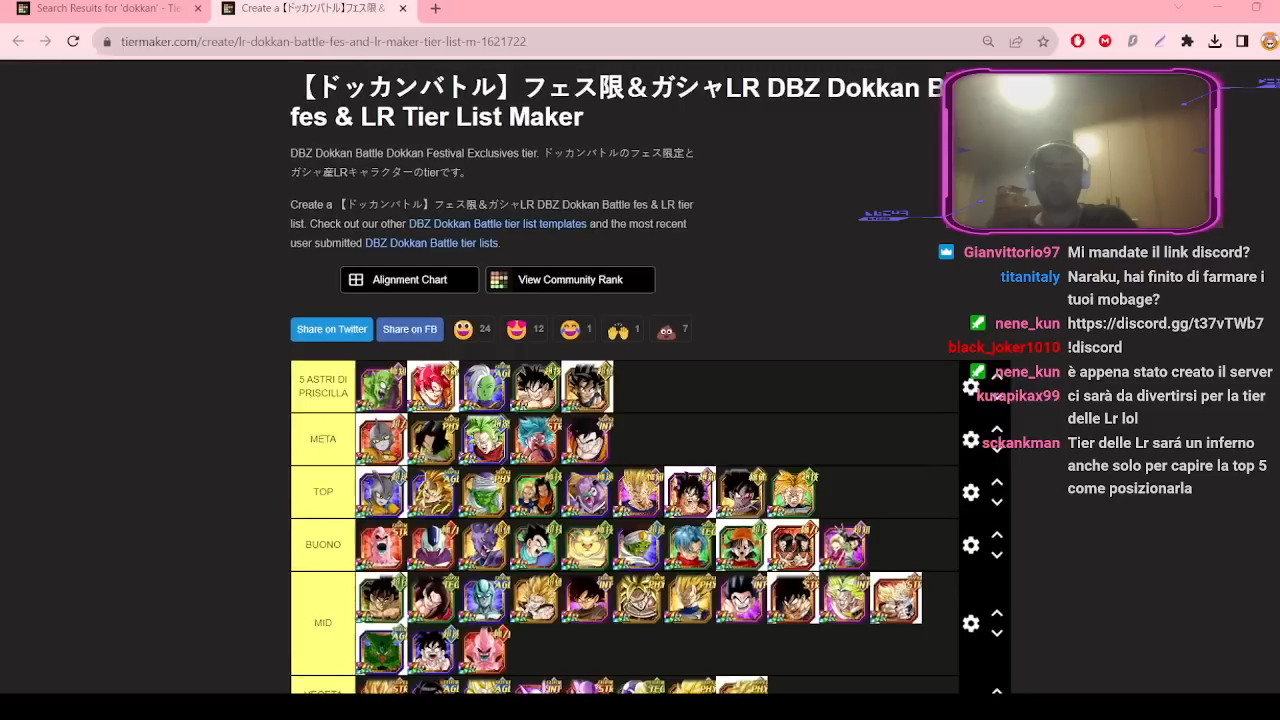 Search Results for 'dokkan' - Tie
Create a 【ドッカンバトル】フェス限 &
tiermaker.com/create/lr-dokkan-battle-fes-and-lr-maker-tier-list-m-1621722
【ドッカンバトル】フェス限＆ガシャLR DBZ Dokkan B
fes & LR Tier List Maker
DBZ Dokkan Battle Dokkan Festival Exclusives tier. ドッカンバトルのフェス限定と
ガシャ産LRキャラクターのtierです。
Create a 【ドッカンバトル】フェス限＆ガシャLR DBZ Dokkan Battle fes & LR tier
list. Check out our other DBZ Dokkan Battle tier list templates and the most recent
user submitted DBZ Dokkan Battle tier lists.
Alignment Chart
View Community Rank
Share on Twitter
Share on FB
24
12
1
1
7
5 ASTRI DI
PRISCILLA
META
TOP
BUONO
MID
VEGETA
Gianvittorio97 Mi mandate il link discord?
titanitaly Naraku, hai finito di farmare i
tuoi mobage?
nene_kun https://discord.gg/t37vTWb7
black_joker1010 !discord
nene_kun è appena stato creato il server
kurapikax99 ci sarà da divertirsi per la tier
delle Lr lol
sckankman Tier delle Lr sará un inferno
anche solo per capire la top 5
come posizionarla